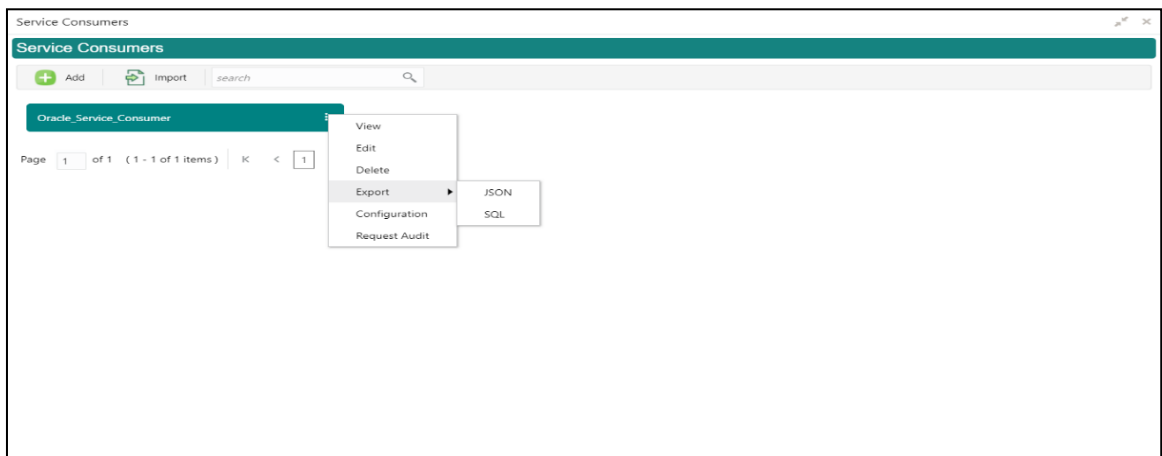 Service Consumers
Service Consumers
Add Import search
Oracle_Service_Consumer
View
Edit
Page 1 of 1 ( 1 - 1 of 1 items ) K < 1
Delete
Export JSON
Configuration SQL
Request Audit